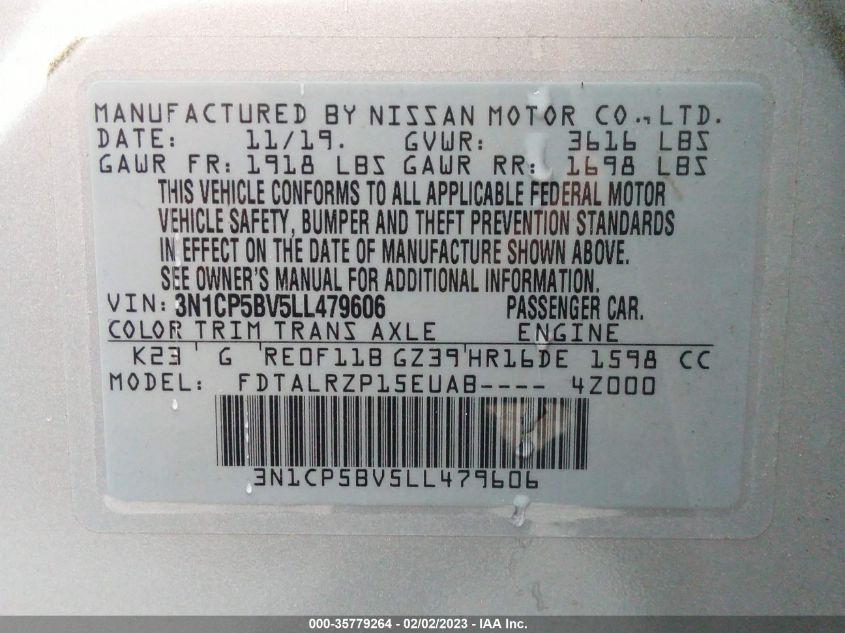 MANUFACTURED BY NISSAN MOTOR CO., LTD.
DATE: 11/19. GVWR: 3616 LBS
GAWR FR: 1918 LBS GAWR RR: 1698 LBS
THIS VEHICLE CONFORMS TO ALL APPLICABLE FEDERAL MOTOR
VEHICLE SAFETY, BUMPER AND THEFT PREVENTION STANDARDS
IN EFFECT ON THE DATE OF MANUFACTURE SHOWN ABOVE.
SEE OWNER'S MANUAL FOR ADDITIONAL INFORMATION.
VIN: 3N1CP5BV5LL479606 PASSENGER CAR.
COLOR TRIM TRANS AXLE ENGINE
K23 ' G ' RE0F11B GZ39 'HR16DE 1598 CC
MODEL: FDTALRZP15EUAB---- 4Z000
3N1CP5BV5LL479606
000-35779264 - 02/02/2023 - IAA Inc.